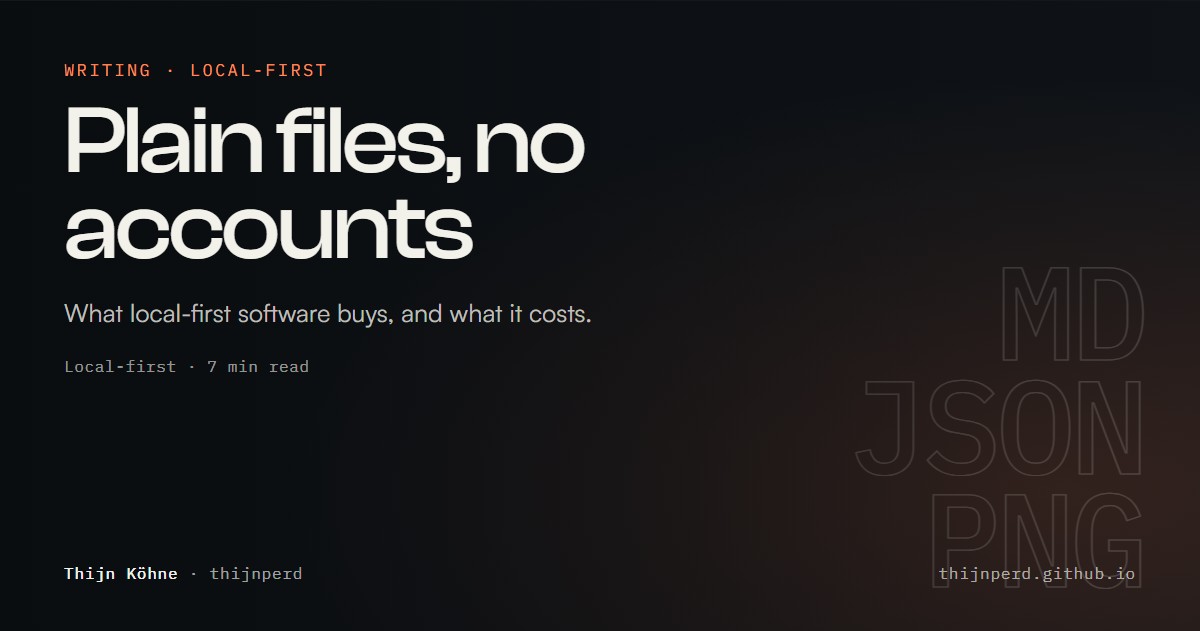 WRITING · LOCAL-FIRST
Plain files, no
accounts
What local-first software buys, and what it costs.
Local-first · 7 min read
MD
JSON
PNG
Thijn Köhne · thijnperd
thijnperd.github.io